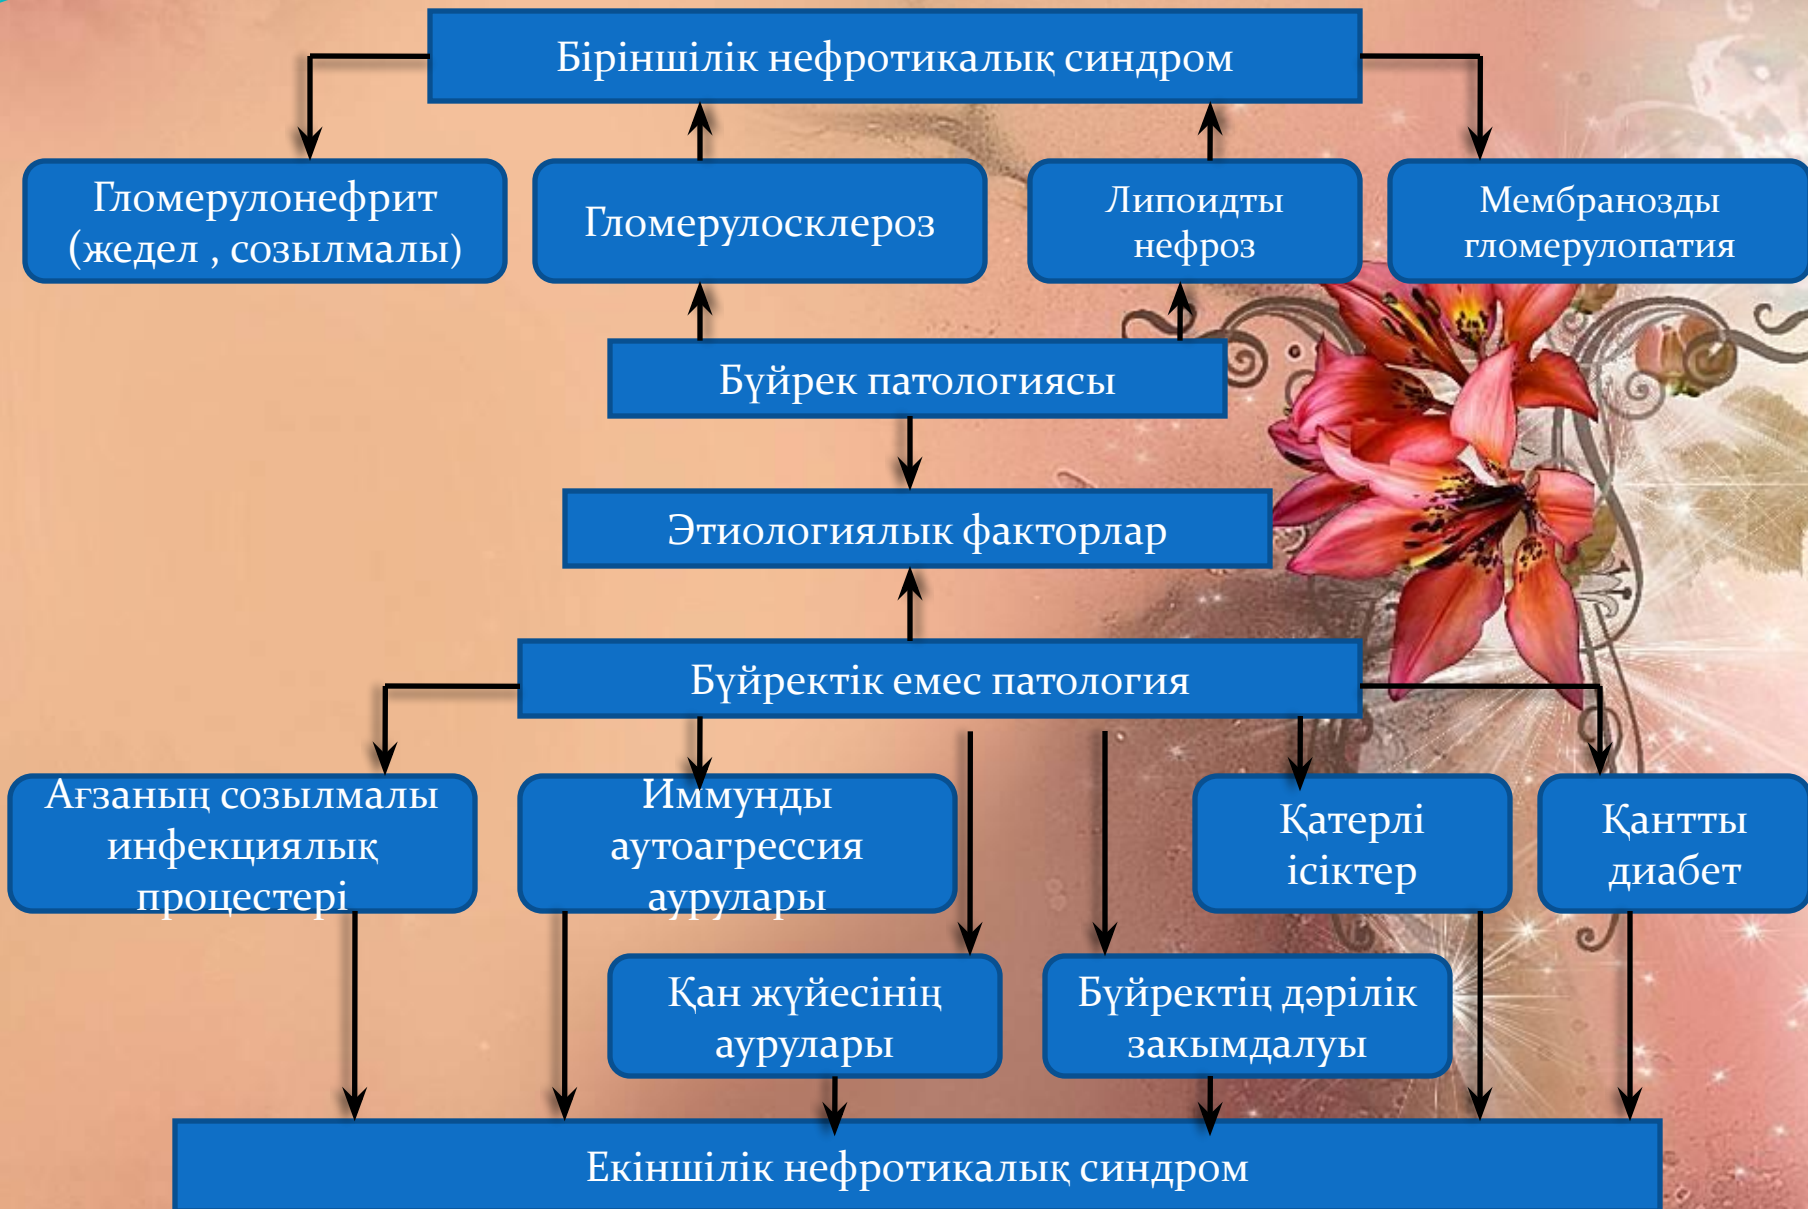 Біріншілік нефротикалық синдром
Гломерулонефрит
(жедел , созылмалы)
Гломерулосклероз
Липоидты
нефроз
Мембранозды
гломерулопатия
Бүйрек патологиясы
Этиологиялык факторлар
Бүйректік емес патология
Ағзаның созылмалы
инфекциялық
процестері
Иммунды
аутоагрессия
аурулары
Қатерлі
ісіктер
Қантты
диабет
Қан жүйесінің
аурулары
Бүйректің дәрілік
закымдалуы
Екіншілік нефротикалық синдром